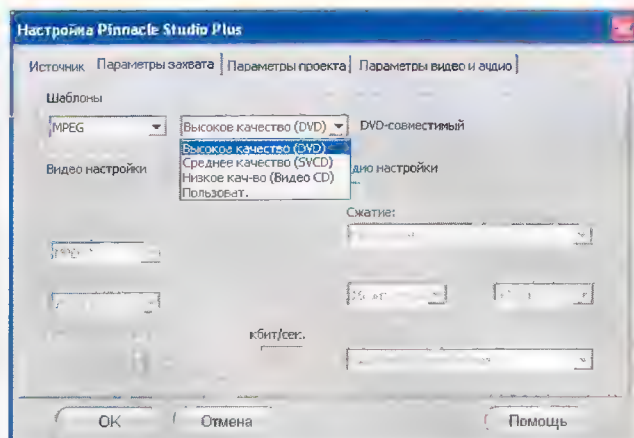 Настройка Pinnacle Studio Plus
Источник Параметры захвата Параметры проекта Параметры видео и аудио
Шаблоны
MPEG Высокое качество (DVD) DVD-совместимый
Высокое качество (DVD)
Видео настройки Среднее качество (SVCD) дио настройки
Низкое кач-во (Видео CD)
Пользоват.
Сжатие:
кбит/сек.
OK Отмена Помощь